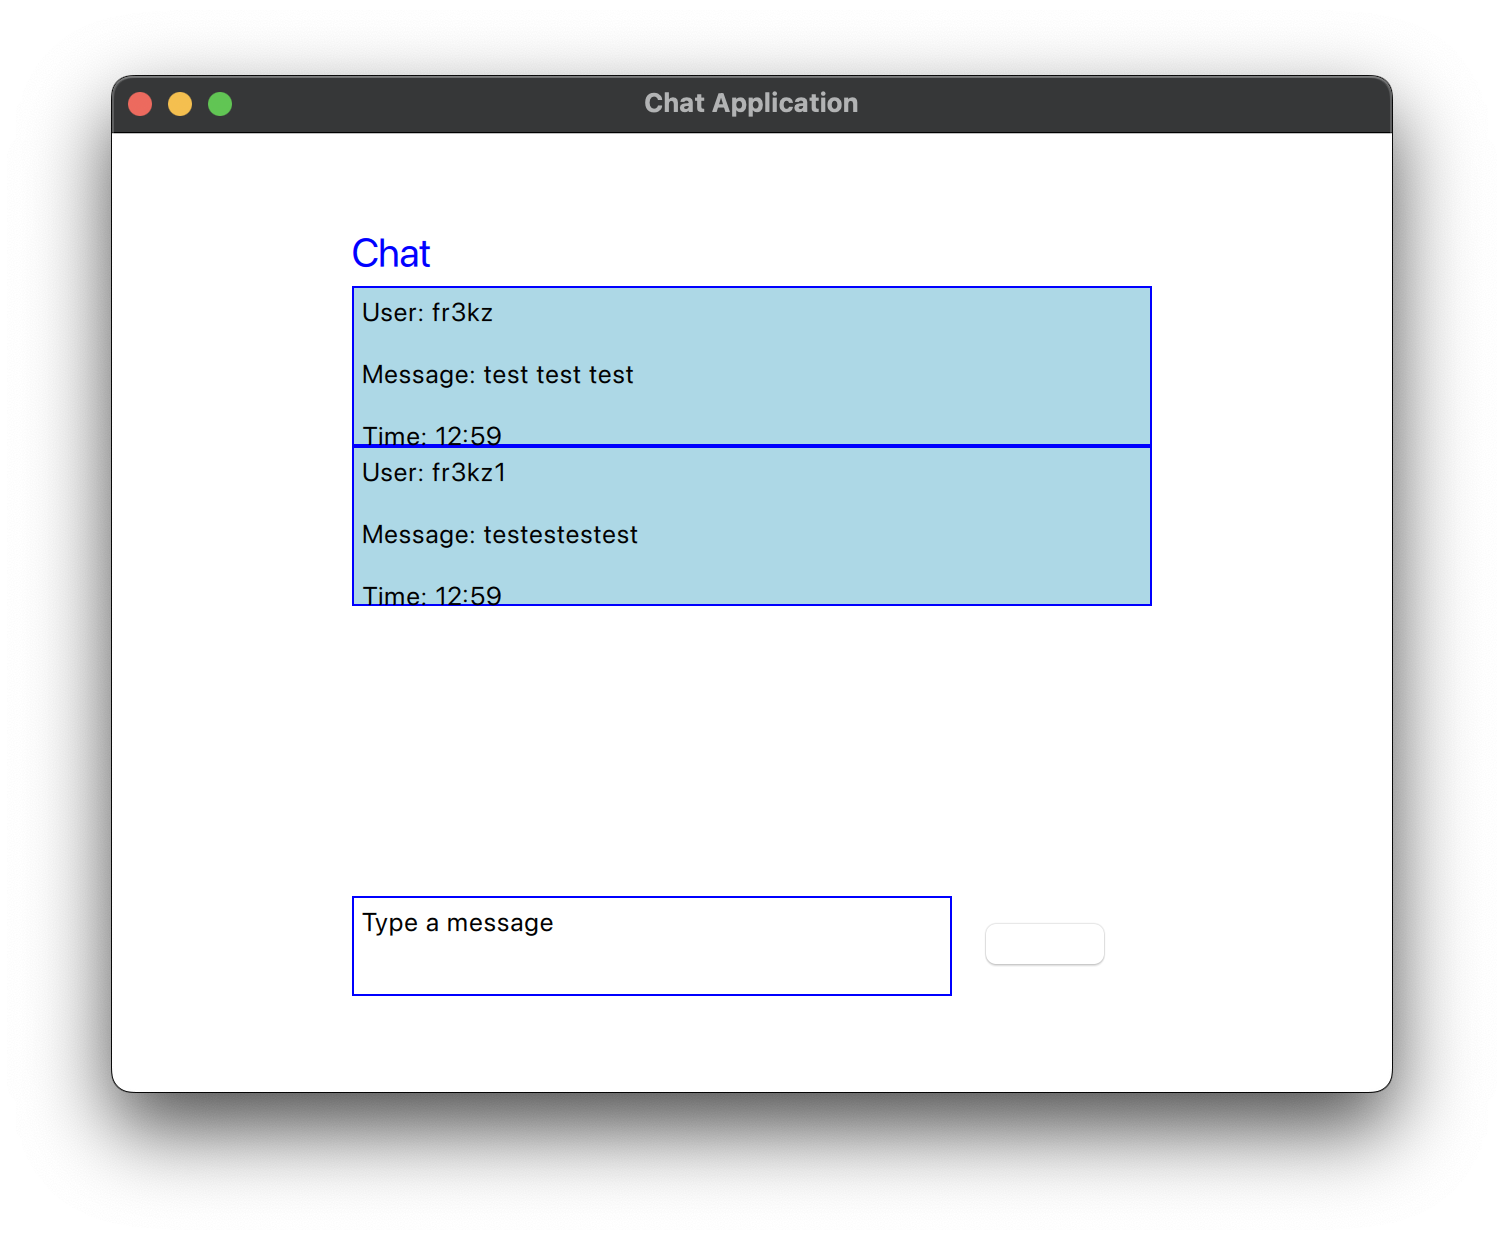 Chat Application
Chat
User: fr3kz
Message: test test test
Time: 12:59
User: fr3kz1
Message: testestestest
Time: 12:59
Type a message